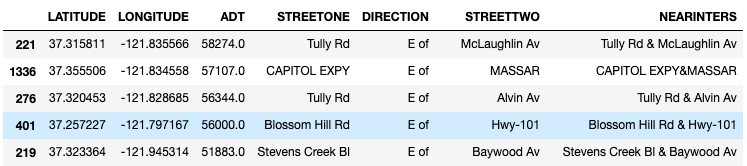 LATITUDE LONGITUDE ADT STREETONE DIRECTION STREETTWO NEARINTERS
221 37.315811 -121.835566 58274.0 Tully Rd E of McLaughlin Av Tully Rd & McLaughlin Av
1336 37.355506 -121.834558 57107.0 CAPITOL EXPY E of MASSAR CAPITOL EXPY&MASSAR
276 37.320453 -121.828685 56344.0 Tully Rd E of Alvin Av Tully Rd & Alvin Av
401 37.257227 -121.797167 56000.0 Blossom Hill Rd E of Hwy-101 Blossom Hill Rd & Hwy-101
219 37.323364 -121.945314 51883.0 Stevens Creek Bl E of Baywood Av Stevens Creek Bl & Baywood Av